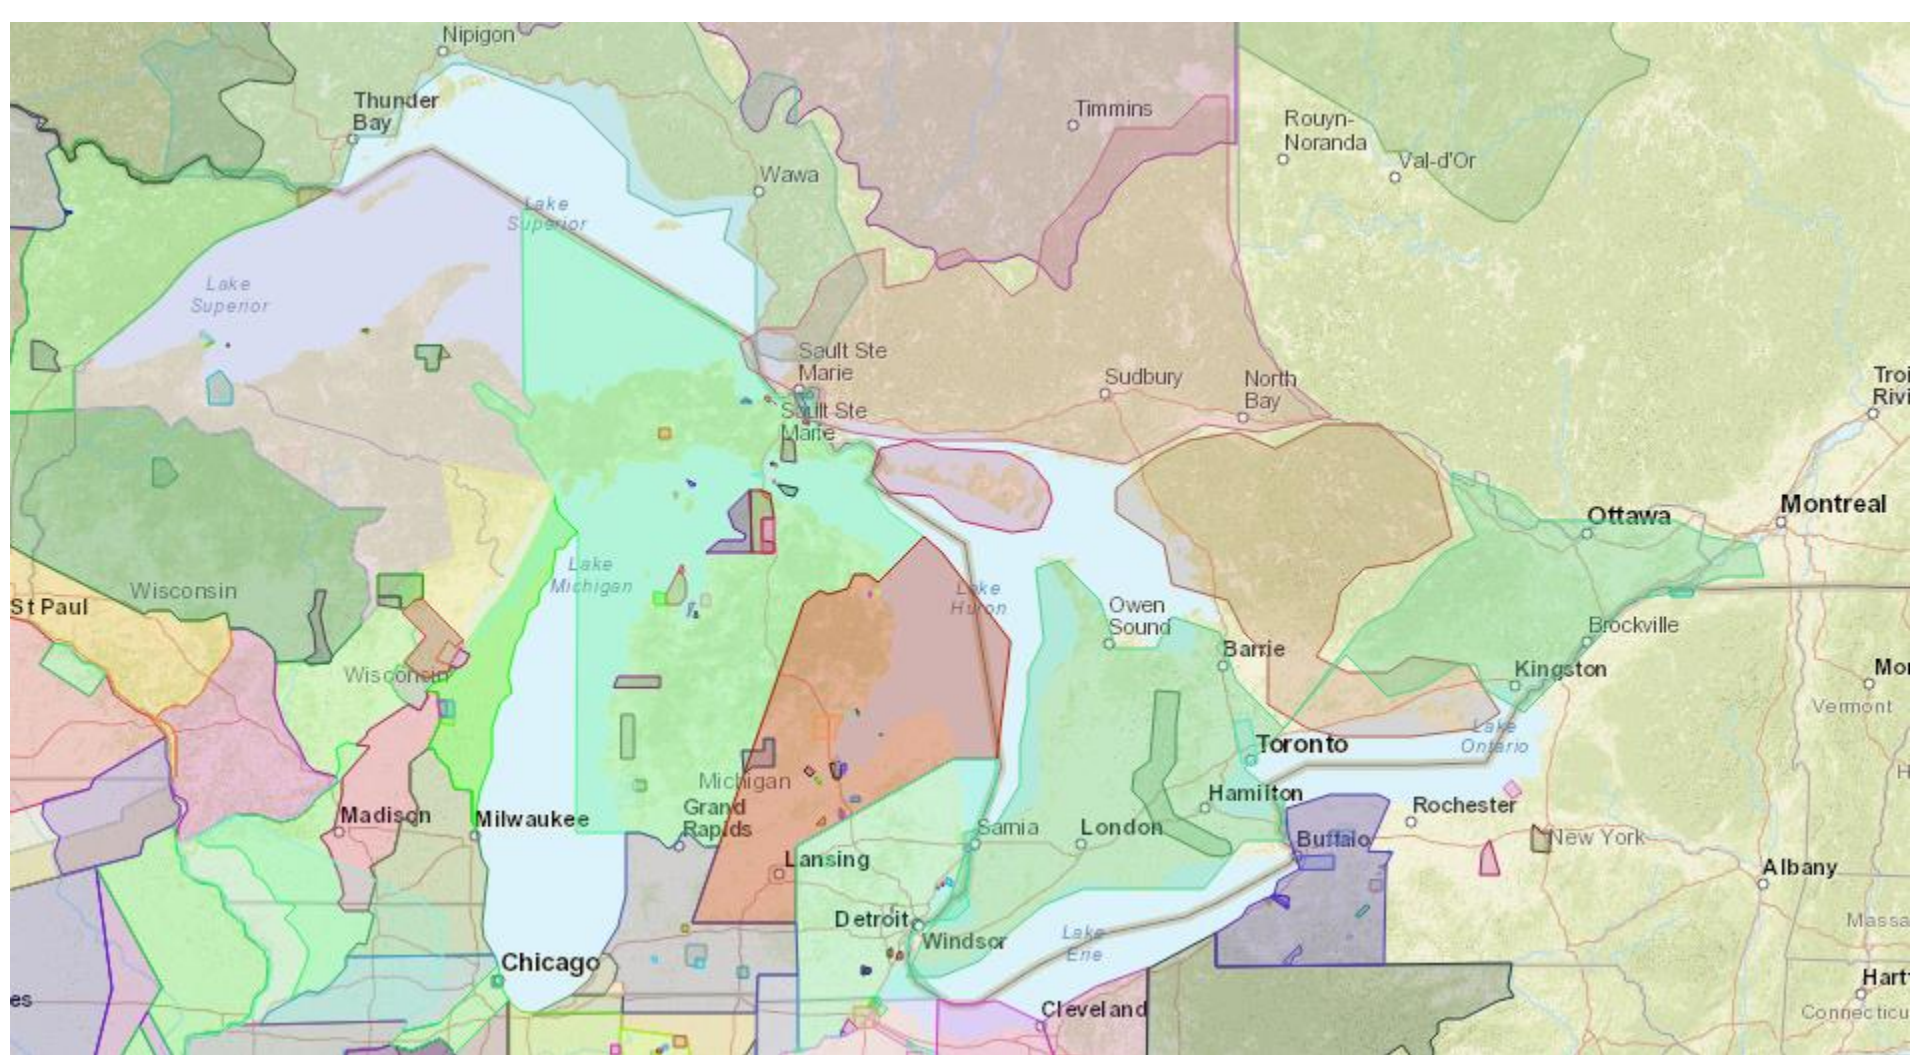 Nipigon
Thunder
Bay
Timmins
Rouyn-
Noranda
Val-d'Or
Wawa
Lake
Superior
Lake
Superior
Sault Ste
Marie
Sudbury
North
Bay
Troi
Rivi
Sault Ste
Marie
Montreal
Ottawa
Lake
Michigan
Lake
Huron
Wisconsin
St Paul
Owen
Sound
Brockville
Barrie
Wisconsin
Kingston
Mon
Vermont
Lake
Ontario
Toronto
H
Michigan
Hamilton
Grand
Rapids
Rochester
Madison
Milwaukee
Sarnia
London
Buffalo
New York
Lansing
Albany
Detroit
Windsor
Massa
Lake
Erie
Chicago
Hart
es
Cleveland
Connecticu